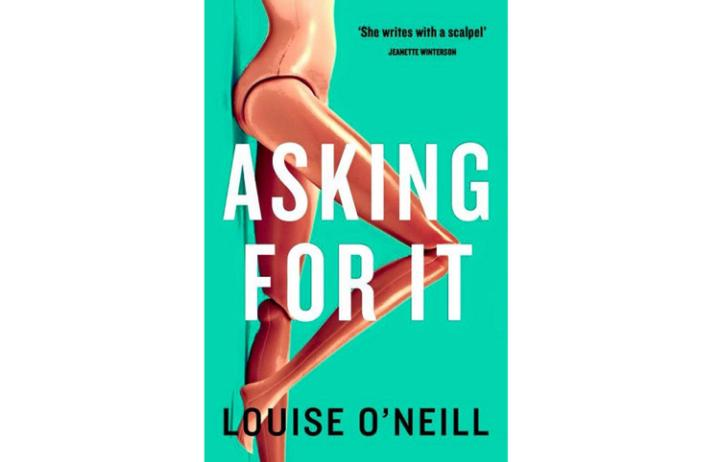 ‘She writes with a scalpel’
JEANETTE WINTERSON
ASKING
FOR IT
LOUISE O’NEILL